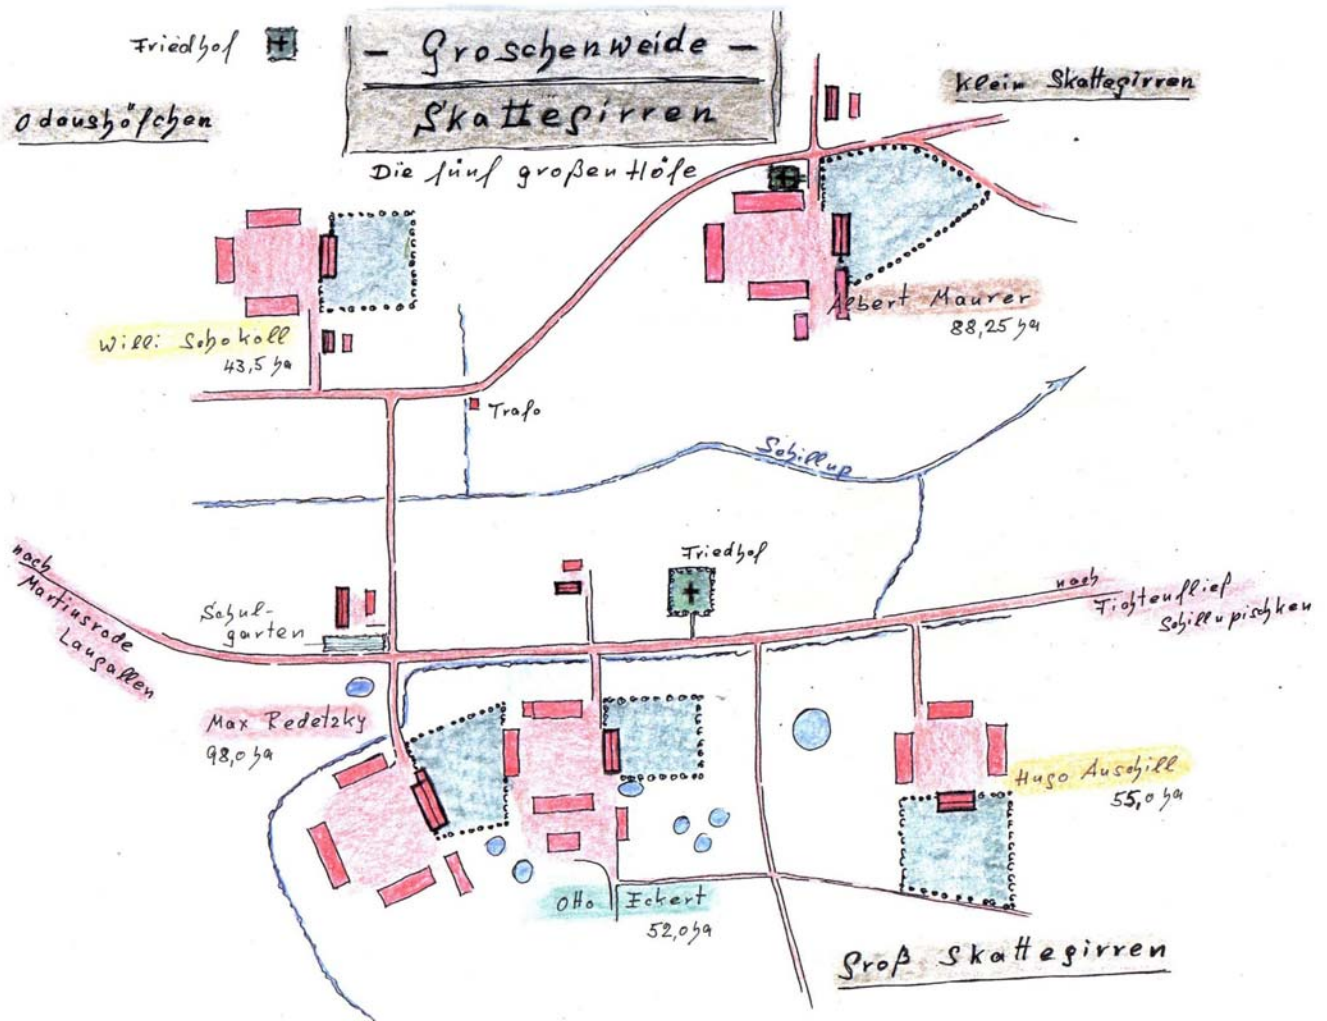 Friedhof
- Groschenweide -
Skattegirren
Die fünf großen Höfe
Klein Skattegirren
Odaushöfchen
Willi Schokoll
43,5 ha
Albert Maurer
88,25 ha
Trafo
Schillup
Friedhof
nach
Martinsrode
Laugallen
Schul-
garten
nach
Fichtenfließ
Schillupischken
Max Redetzky
98,0 ha
Hugo Auschill
55,0 ha
Otto Eckert
52,0 ha
Groß Skattegirren